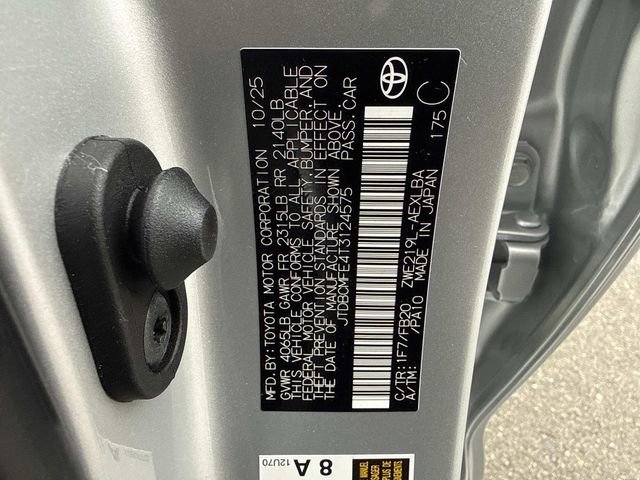 MFD.BY:TOYOTA MOTOR CORPORATION 10/25
GVWR 4065LB GAWR FR 2315LB RR 2140LB
THIS VEHICLE CONFORMS TO ALL APPLICABLE
FEDERAL MOTOR VEHICLE SAFETY, BUMPER, AND
THEFT PREVENTION STANDARDS IN EFFECT ON
THE DATE OF MANUFACTURE SHOWN ABOVE.
JTDBCMFE4T3124575 PASS.CAR
C/TR:1F7/FB20 ZWE219L-AEXLBA
A/TM: /PA10 MADE IN JAPAN 175 C
8 A
12U70